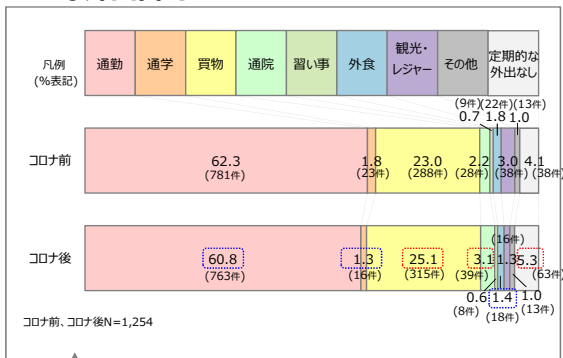 凡例
(%表記)
通勤
通学
買物
通院
習い事
外食
観光・
レジャー
その他
定期的な
外出なし
(9件)(22件)(13件)
0.7 1.8 1.0
コロナ前
62.3
(781件)
1.8
(23件)
23.0
(288件)
2.2
(28件)
3.0
(38件)
4.1
(38件)
コロナ後
60.8
(763件)
1.3
(16件)
25.1
(315件)
3.1
(39件)
(16件)
1.3
5.3
(63件)
0.6
(8件)
1.4
(18件)
1.0
(13件)
コロナ前、コロナ後N=1,254